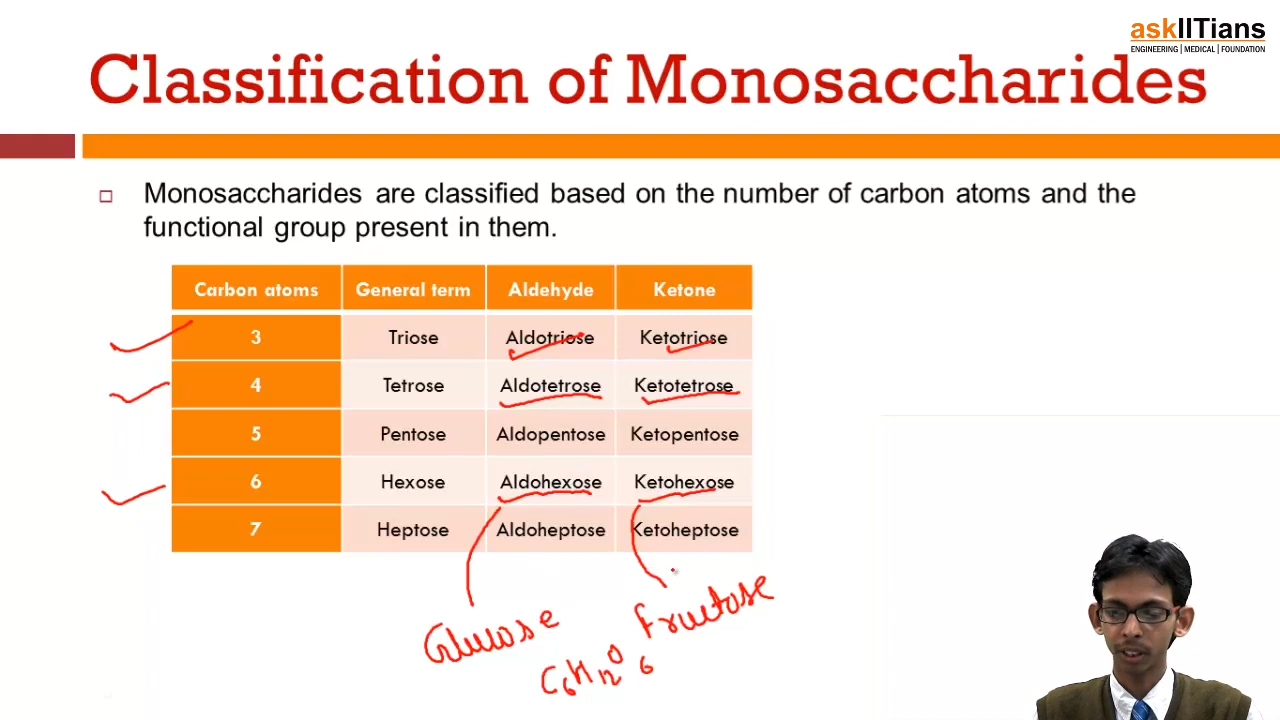 askIITians
ENGINEERING | MEDICAL | FOUNDATION
Classification of Monosaccharides
Monosaccharides are classified based on the number of carbon atoms and the
functional group present in them.
Carbon atoms General term Aldehyde Ketone
3 Triose Aldotriose Ketotriose
4 Tetrose Aldotetrose Ketotetrose
5 Pentose Aldopentose Ketopentose
6 Hexose Aldohexose Ketohexose
7 Heptose Aldoheptose Ketoheptose
Glucose Fructose
C6H12O6